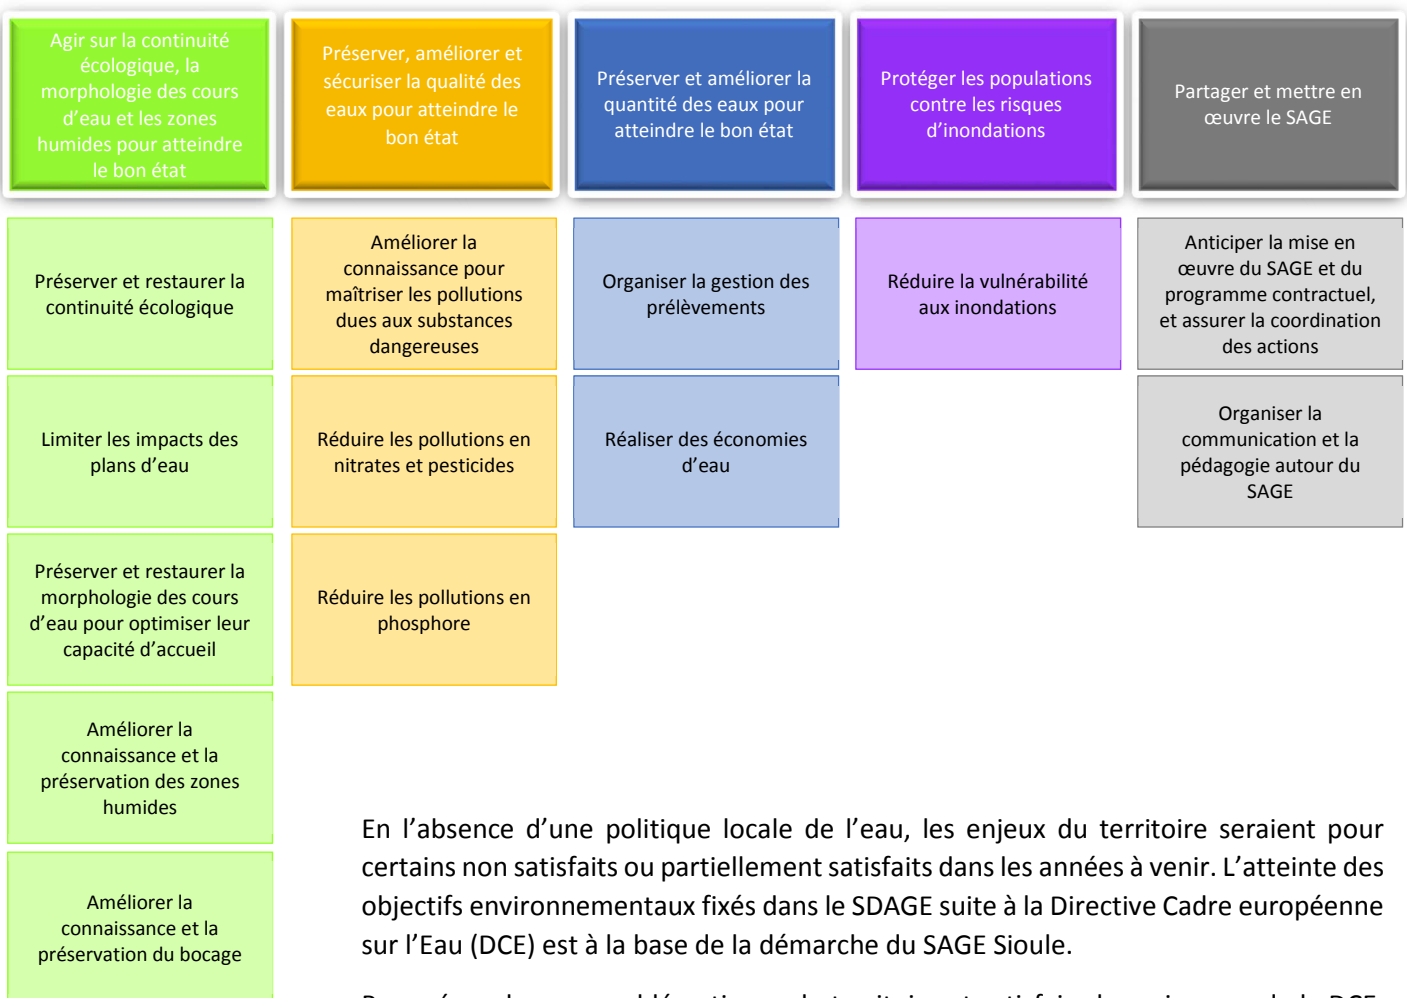 Agir sur la continuité
écologique, la
morphologie des cours
d’eau et les zones
humides pour atteindre
le bon état
Préserver, améliorer et
sécuriser la qualité des
eaux pour atteindre le
bon état
Préserver et améliorer la
quantité des eaux pour
atteindre le bon état
Protéger les populations
contre les risques
d’inondations
Partager et mettre en
œuvre le SAGE
Préserver et restaurer la
continuité écologique
Améliorer la
connaissance pour
maîtriser les pollutions
dues aux substances
dangereuses
Organiser la gestion des
prélèvements
Réduire la vulnérabilité
aux inondations
Anticiper la mise en
œuvre du SAGE et du
programme contractuel,
et assurer la coordination
des actions
Limiter les impacts des
plans d’eau
Réduire les pollutions en
nitrates et pesticides
Réaliser des économies
d’eau
Organiser la
communication et la
pédagogie autour du
SAGE
Préserver et restaurer la
morphologie des cours
d’eau pour optimiser leur
capacité d’accueil
Réduire les pollutions en
phosphore
Améliorer la
connaissance et la
préservation des zones
humides
Améliorer la
connaissance et la
préservation du bocage
En l’absence d’une politique locale de l’eau, les enjeux du territoire seraient pour
certains non satisfaits ou partiellement satisfaits dans les années à venir. L’atteinte des
objectifs environnementaux fixés dans le SDAGE suite à la Directive Cadre européenne
sur l’Eau (DCE) est à la base de la démarche du SAGE Sioule.